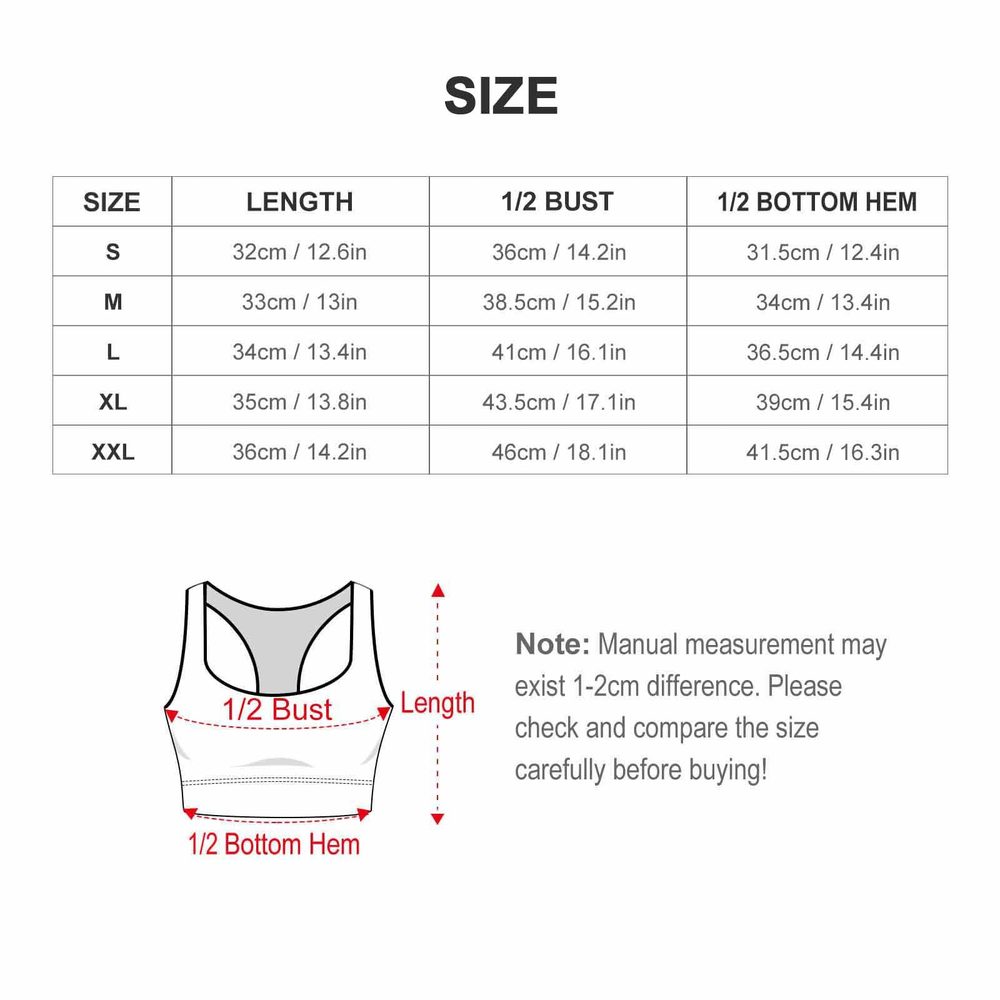 SIZE
SIZE LENGTH 1/2 BUST 1/2 BOTTOM HEM
S 32cm / 12.6in 36cm / 14.2in 31.5cm / 12.4in
M 33cm / 13in 38.5cm / 15.2in 34cm / 13.4in
L 34cm / 13.4in 41cm / 16.1in 36.5cm / 14.4in
XL 35cm / 13.8in 43.5cm / 17.1in 39cm / 15.4in
XXL 36cm / 14.2in 46cm / 18.1in 41.5cm / 16.3in
1/2 Bust
Length
1/2 Bottom Hem
Note: Manual measurement may
exist 1-2cm difference. Please
check and compare the size
carefully before buying!